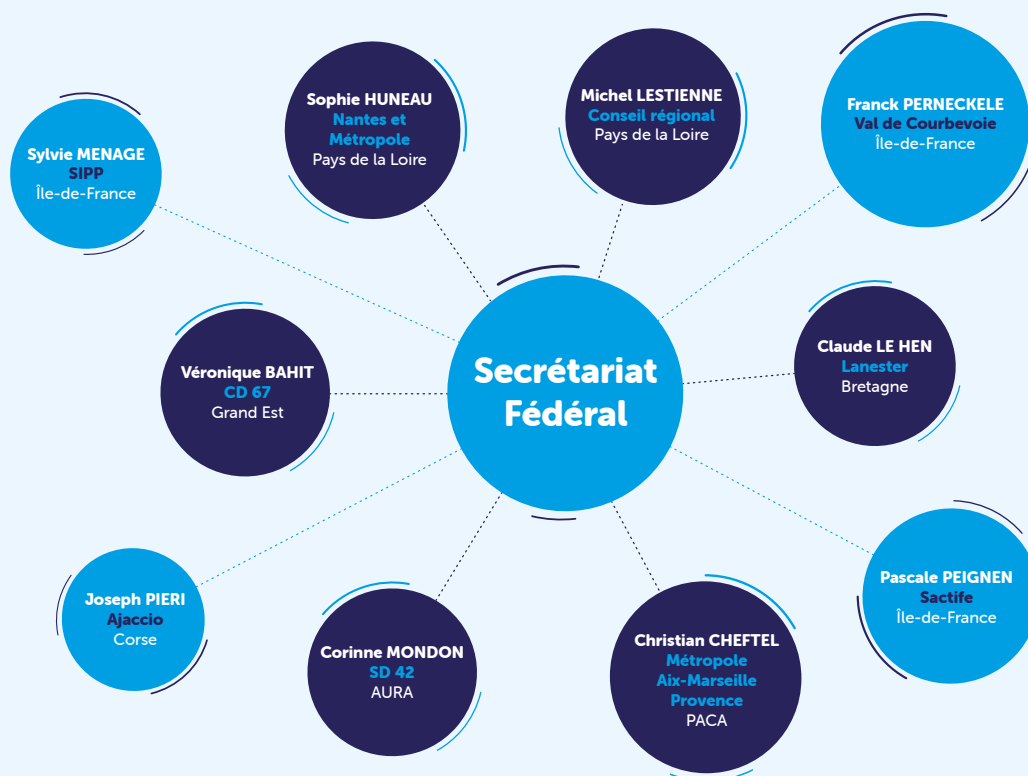 Sophie HUNEAU
Nantes et
Métropole
Pays de la Loire
Michel LESTIENNE
Conseil régional
Pays de la Loire
Franck PERNECKELE
Val de Courbevoie
Île-de-France
Sylvie MENAGE
SIPP
Île-de-France
Véronique BAHIT
CD 67
Grand Est
Secrétariat
Fédéral
Claude LE HEN
Lanester
Bretagne
Joseph PIERI
Ajaccio
Corse
Corinne MONDON
SD 42
AURA
Christian CHEFTEL
Métropole
Aix-Marseille
Provence
PACA
Pascale PEIGNEN
Sactife
Île-de-France